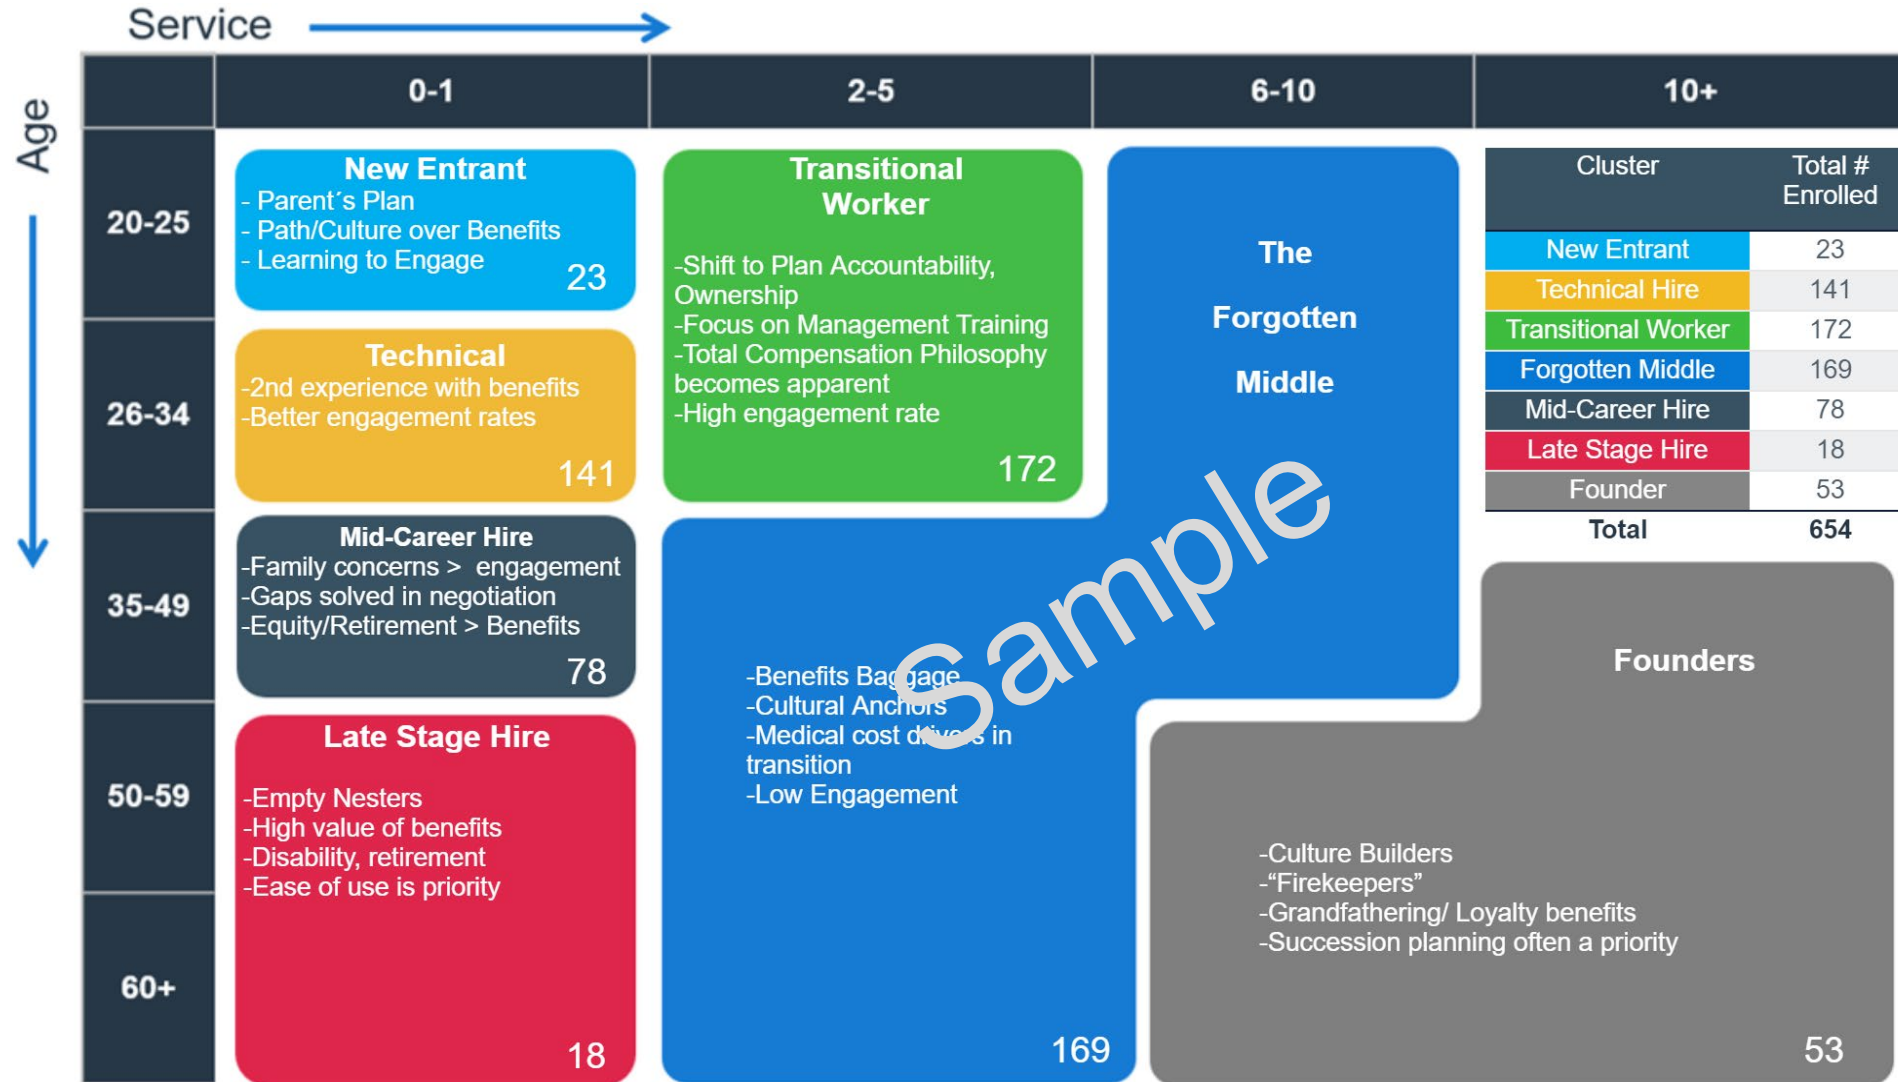 Service
Age
0-1
2-5
6-10
10+
20-25
26-34
35-49
50-59
60+
New Entrant
- Parent´s Plan
- Path/Culture over Benefits
- Learning to Engage
23
Technical
-2nd experience with benefits
-Better engagement rates
141
Mid-Career Hire
-Family concerns > engagement
-Gaps solved in negotiation
-Equity/Retirement > Benefits
78
Late Stage Hire
-Empty Nesters
-High value of benefits
-Disability, retirement
-Ease of use is priority
18
Transitional
Worker
-Shift to Plan Accountability,
Ownership
-Focus on Management Training
-Total Compensation Philosophy
becomes apparent
-High engagement rate
172
The
Forgotten
Middle
-Benefits Baggage
-Cultural Anchors
-Medical cost drivers in
transition
-Low Engagement
169
Sample
Cluster Total #
Enrolled
New Entrant 23
Technical Hire 141
Transitional Worker 172
Forgotten Middle 169
Mid-Career Hire 78
Late Stage Hire 18
Founder 53
Total 654
Founders
-Culture Builders
-“Firekeepers”
-Grandfathering/ Loyalty benefits
-Succession planning often a priority
53